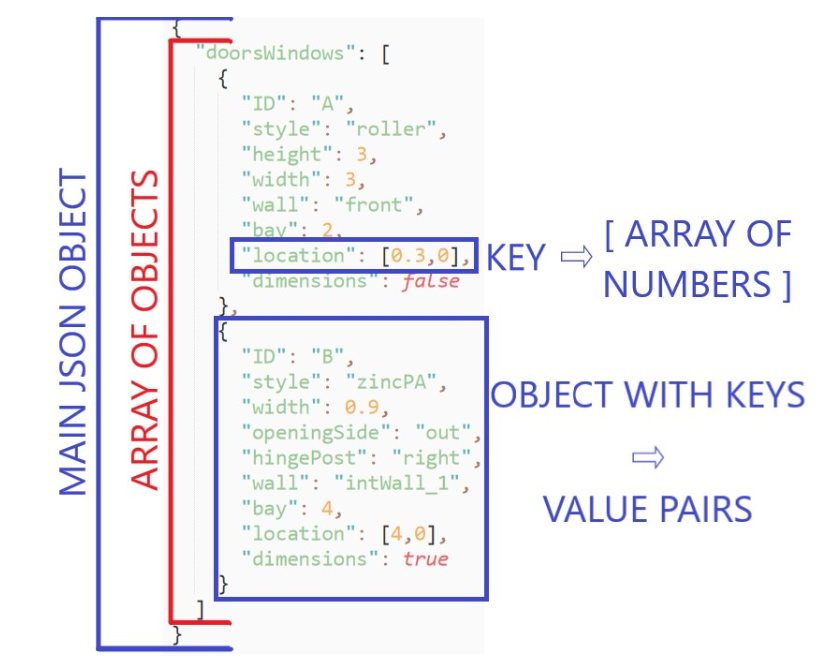 MAIN JSON OBJECT
ARRAY OF OBJECTS
{
"doorsWindows": [
{
"ID": "A",
"style": "roller",
"height": 3,
"width": 3,
"wall": "front",
"bay": 2,
"location": [0.3,0],
"dimensions": false
},
{
"ID": "B",
"style": "zincPA",
"width": 0.9,
"openingSide": "out",
"hingePost": "right",
"wall": "intWall_1",
"bay": 4,
"location": [4,0],
"dimensions": true
}
]
}
KEY ⇨ [ ARRAY OF
NUMBERS ]
OBJECT WITH KEYS
⇨
VALUE PAIRS